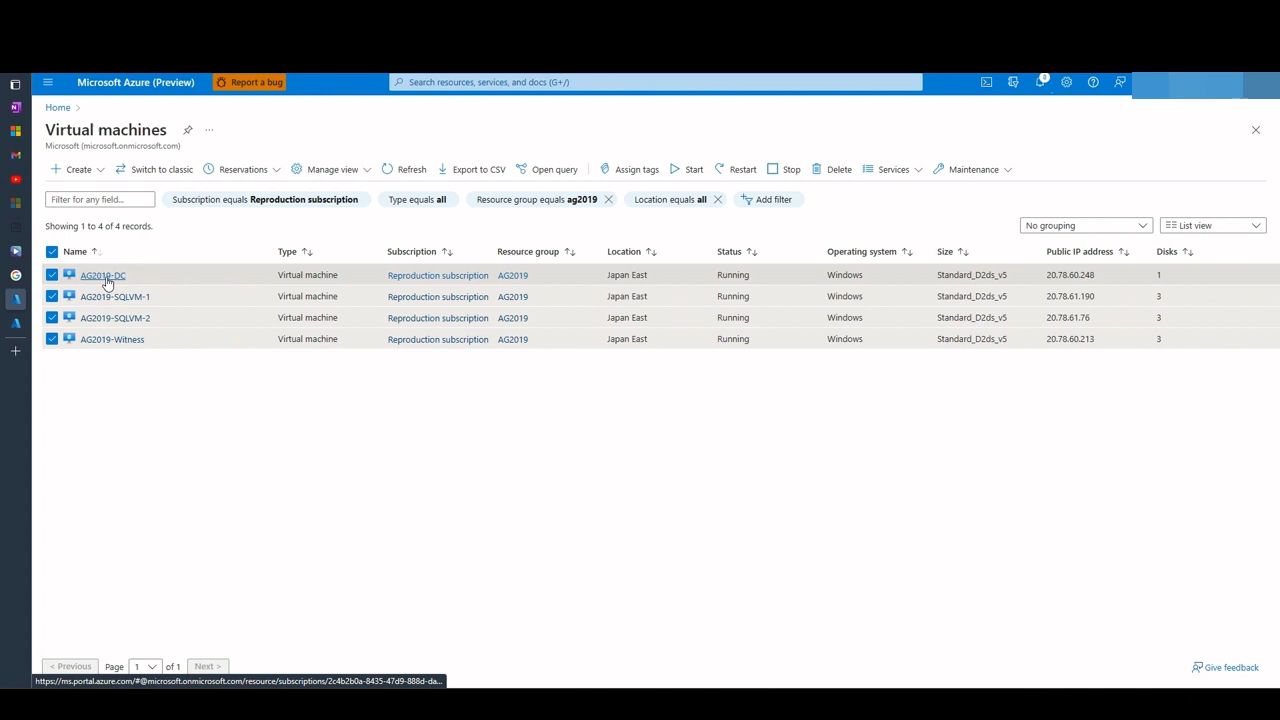 Microsoft Azure (Preview) Report a bug Search resources, services, and docs (G+/)
Home >
Virtual machines
Microsoft (microsoft.onmicrosoft.com)
Create Switch to classic Reservations Manage view Refresh Export to CSV Open query Assign tags Start Restart Stop Delete Services Maintenance
Filter for any field... Subscription equals Reproduction subscription Type equals all Resource group equals ag2019 Location equals all Add filter
Showing 1 to 4 of 4 records. No grouping List view
Name Type Subscription Resource group Location Status Operating system Size Public IP address Disks
AG2019-DC Virtual machine Reproduction subscription AG2019 Japan East Running Windows Standard_D2ds_v5 20.78.60.248 1
AG2019-SQLVM-1 Virtual machine Reproduction subscription AG2019 Japan East Running Windows Standard_D2ds_v5 20.78.61.190 3
AG2019-SQLVM-2 Virtual machine Reproduction subscription AG2019 Japan East Running Windows Standard_D2ds_v5 20.78.61.76 3
AG2019-Witness Virtual machine Reproduction subscription AG2019 Japan East Running Windows Standard_D2ds_v5 20.78.60.213 3
< Previous Page 1 of 1 Next > Give feedback
https://ms.portal.azure.com/#@microsoft.onmicrosoft.com/resource/subscriptions/2c4b2b0a-8435-47d9-888d-da...